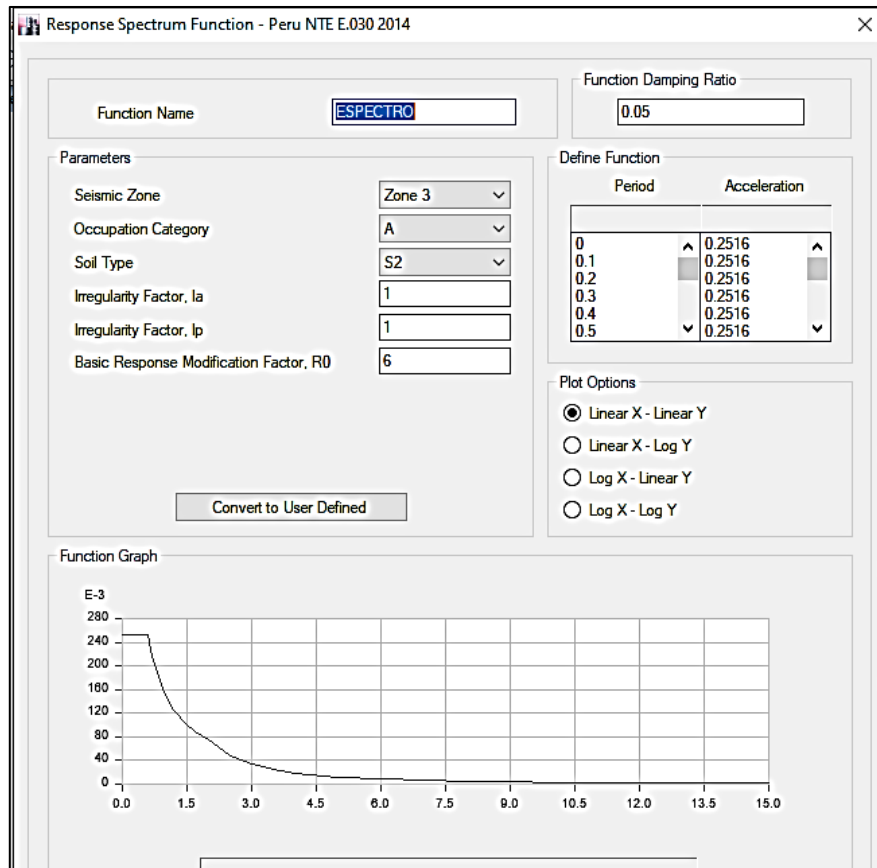 Response Spectrum Function - Peru NTE E.030 2014
Function Name
ESPECTRO
Function Damping Ratio
0.05
Parameters
Seismic Zone
Zone 3
Occupation Category
A
Soil Type
S2
Irregularity Factor, Ia
1
Irregularity Factor, Ip
1
Basic Response Modification Factor, R0
6
Convert to User Defined
Define Function
Period Acceleration
0 0.2516
0.1 0.2516
0.2 0.2516
0.3 0.2516
0.4 0.2516
0.5 0.2516
Plot Options
Linear X - Linear Y
Linear X - Log Y
Log X - Linear Y
Log X - Log Y
Function Graph
E-3
280
240
200
160
120
80
40
0
0.0 1.5 3.0 4.5 6.0 7.5 9.0 10.5 12.0 13.5 15.0